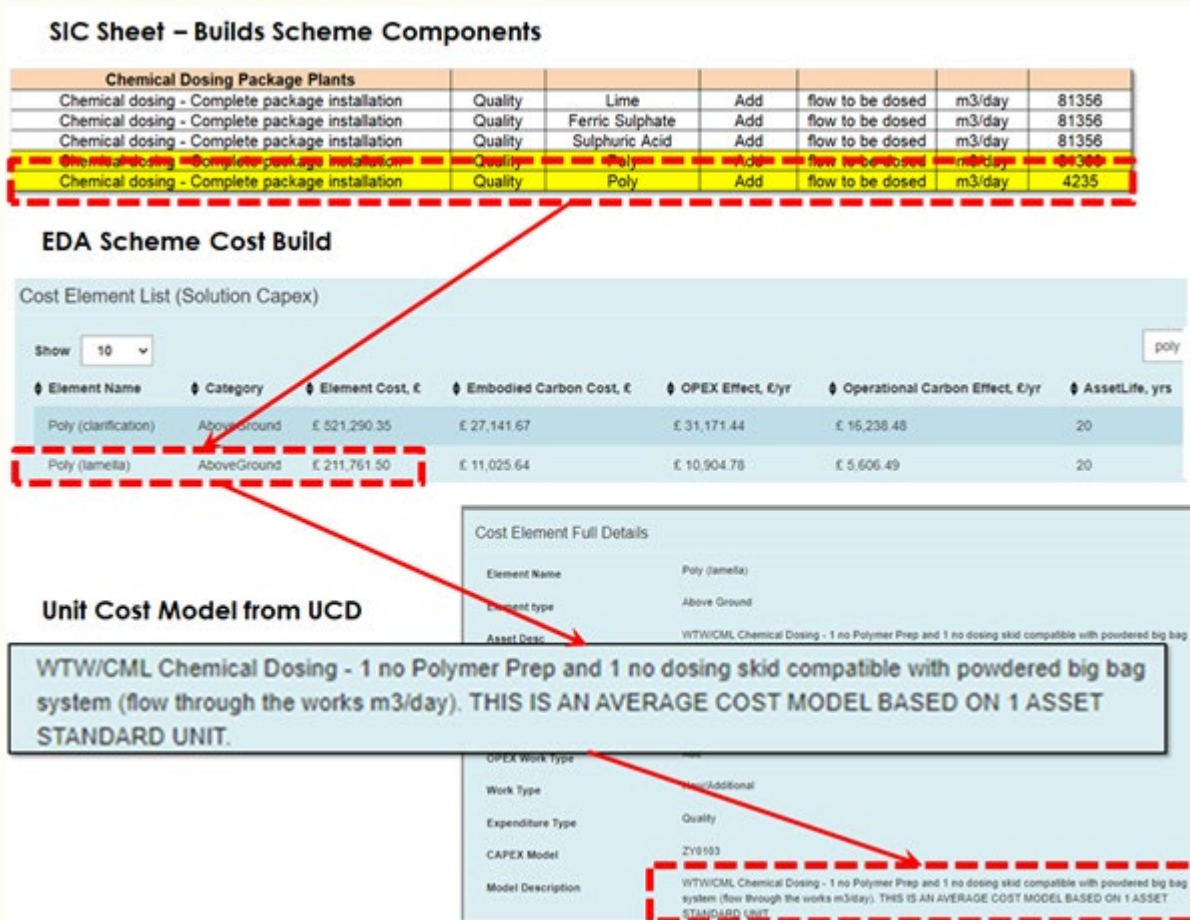 SIC Sheet – Builds Scheme Components
Chemical Dosing Package Plants
Chemical dosing - Complete package installation Quality Lime Add flow to be dosed m3/day 81356
Chemical dosing - Complete package installation Quality Ferric Sulphate Add flow to be dosed m3/day 81356
Chemical dosing - Complete package installation Quality Sulphuric Acid Add flow to be dosed m3/day 81356
Chemical dosing - Complete package installation Quality Poly Add flow to be dosed m3/day
Chemical dosing - Complete package installation Quality Poly Add flow to be dosed m3/day 4235
EDA Scheme Cost Build
Cost Element List (Solution Capex)
Show 10
poly
Element Name Category Element Cost, £ Embodied Carbon Cost, £ OPEX Effect, £/yr Operational Carbon Effect, £/yr AssetLife, yrs
Poly (clarification) AboveGround £ 521,290.35 £ 27,141.67 £ 31,171.44 £ 16,238.48 20
Poly (lamella) AboveGround £ 211,761.50 £ 11,025.64 £ 10,904.78 £ 5,606.49 20
Cost Element Full Details
Element Name Poly (lamella)
Element type Above Ground
Unit Cost Model from UCD
Asset Desc WTW/CML Chemical Dosing - 1 no Polymer Prep and 1 no dosing skid compatible with powdered big bag
WTW/CML Chemical Dosing - 1 no Polymer Prep and 1 no dosing skid compatible with powdered big bag
system (flow through the works m3/day). THIS IS AN AVERAGE COST MODEL BASED ON 1 ASSET
STANDARD UNIT.
OPEX Work Type
Work Type New/Additional
Expenditure Type Quality
CAPEX Model ZY0103
Model Description WTW/CML Chemical Dosing - 1 no Polymer Prep and 1 no dosing skid compatible with powdered big bag
system (flow through the works m3/day). THIS IS AN AVERAGE COST MODEL BASED ON 1 ASSET
STANDARD UNIT